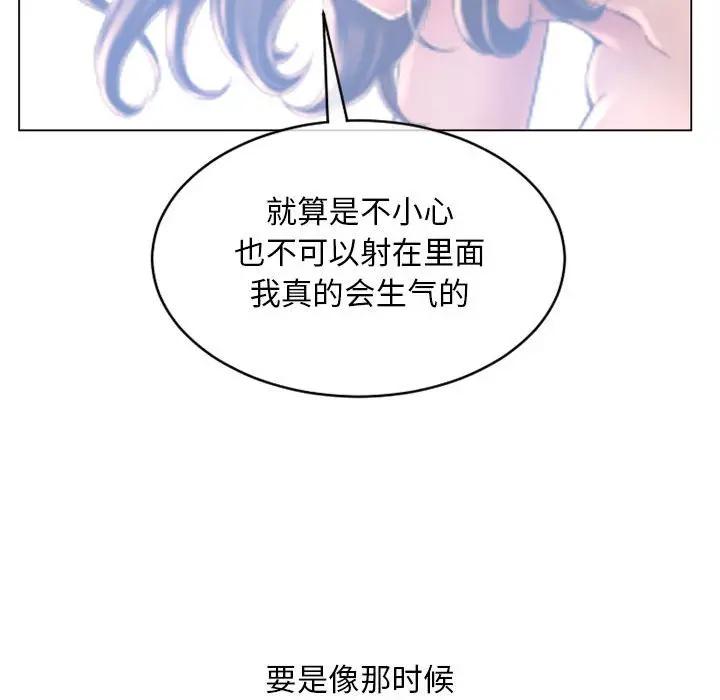 就算是不小心
也不可以射在里面
我真的会生气的
要是像那时候